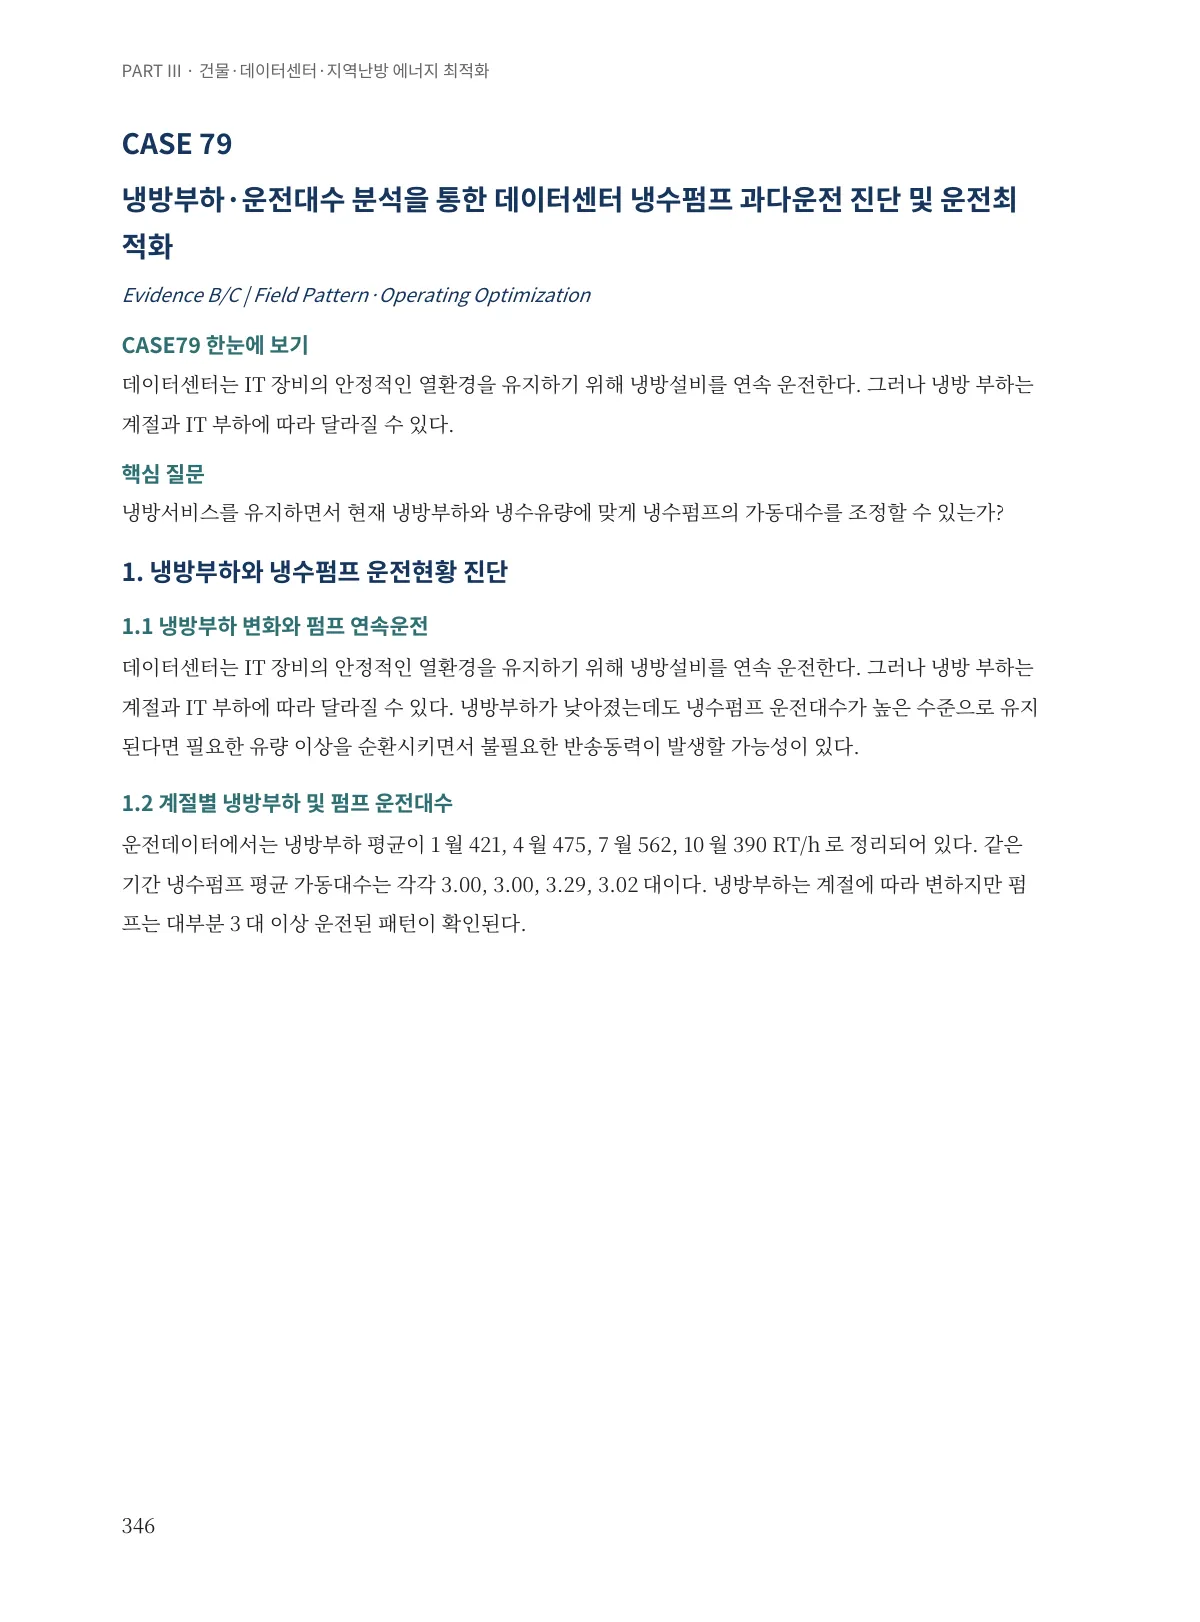 PART III · 건물·데이터센터·지역난방 에너지 최적화
CASE 79
냉방부하·운전대수 분석을 통한 데이터센터 냉수펌프 과다운전 진단 및 운전최
적화
Evidence B/C | Field Pattern·Operating Optimization
CASE79 한눈에 보기
데이터센터는 IT 장비의 안정적인 열환경을 유지하기 위해 냉방설비를 연속 운전한다. 그러나 냉방 부하는
계절과 IT 부하에 따라 달라질 수 있다.
핵심 질문
냉방서비스를 유지하면서 현재 냉방부하와 냉수유량에 맞게 냉수펌프의 가동대수를 조정할 수 있는가?
1. 냉방부하와 냉수펌프 운전현황 진단
1.1 냉방부하 변화와 펌프 연속운전
데이터센터는 IT 장비의 안정적인 열환경을 유지하기 위해 냉방설비를 연속 운전한다. 그러나 냉방 부하는
계절과 IT 부하에 따라 달라질 수 있다. 냉방부하가 낮아졌는데도 냉수펌프 운전대수가 높은 수준으로 유지
된다면 필요한 유량 이상을 순환시키면서 불필요한 반송동력이 발생할 가능성이 있다.
1.2 계절별 냉방부하 및 펌프 운전대수
운전데이터에서는 냉방부하 평균이 1 월 421, 4 월 475, 7 월 562, 10 월 390 RT/h 로 정리되어 있다. 같은
기간 냉수펌프 평균 가동대수는 각각 3.00, 3.00, 3.29, 3.02 대이다. 냉방부하는 계절에 따라 변하지만 펌
프는 대부분 3 대 이상 운전된 패턴이 확인된다.
346